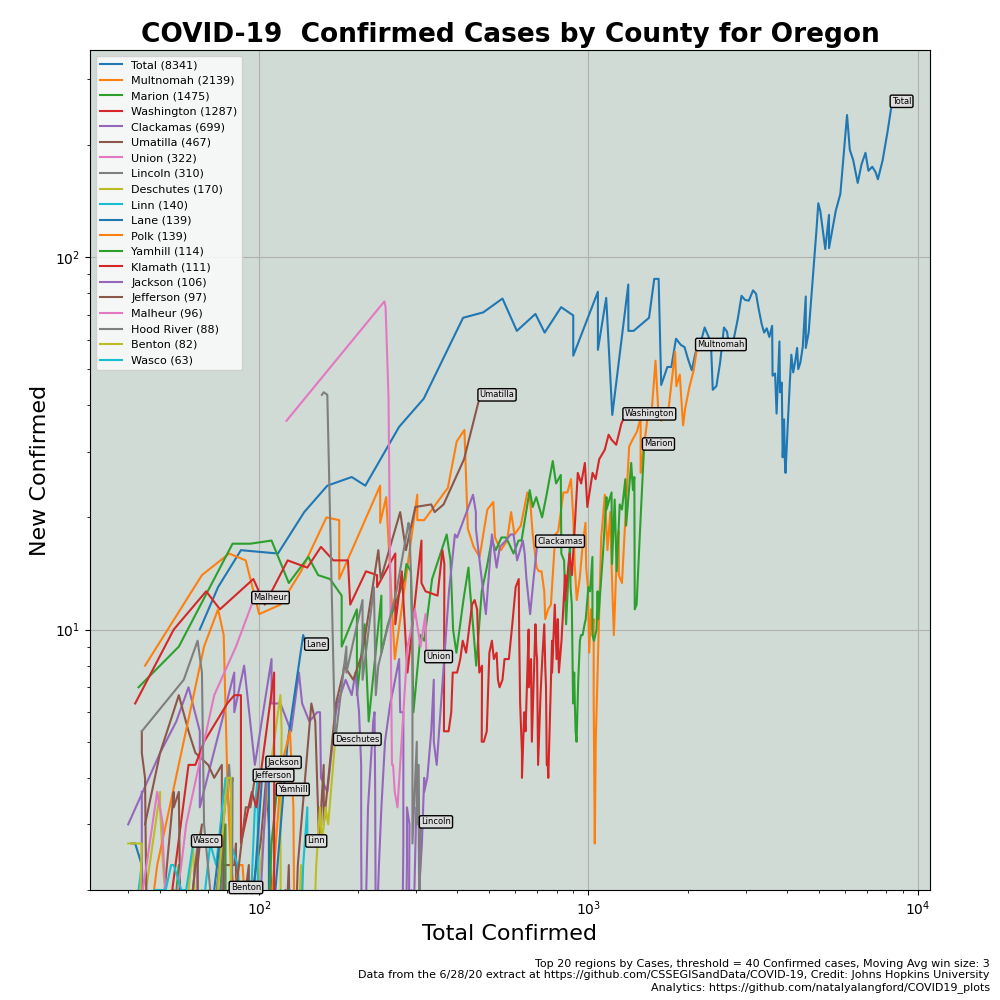 COVID-19  Confirmed Cases by County for Oregon
Total (8341)
Multnomah (2139)
Marion (1475)
Washington (1287)
Clackamas (699)
Umatilla (467)
Union (322)
Lincoln (310)
Deschutes (170)
Linn (140)
Lane (139)
Polk (139)
Yamhill (114)
Klamath (111)
Jackson (106)
Jefferson (97)
Malheur (96)
Hood River (88)
Benton (82)
Wasco (63)
Total
Multnomah
Umatilla
Washington
Marion
Clackamas
Malheur
Lane
Union
Deschutes
Jackson
Jefferson
Yamhill
Lincoln
Wasco
Linn
Benton
New Confirmed
10²
10¹
10²
10³
10⁴
Total Confirmed
Top 20 regions by Cases, threshold = 40 Confirmed cases, Moving Avg win size: 3
Data from the 6/28/20 extract at https://github.com/CSSEGISandData/COVID-19, Credit: Johns Hopkins University
Analytics: https://github.com/natalyalangford/COVID19_plots